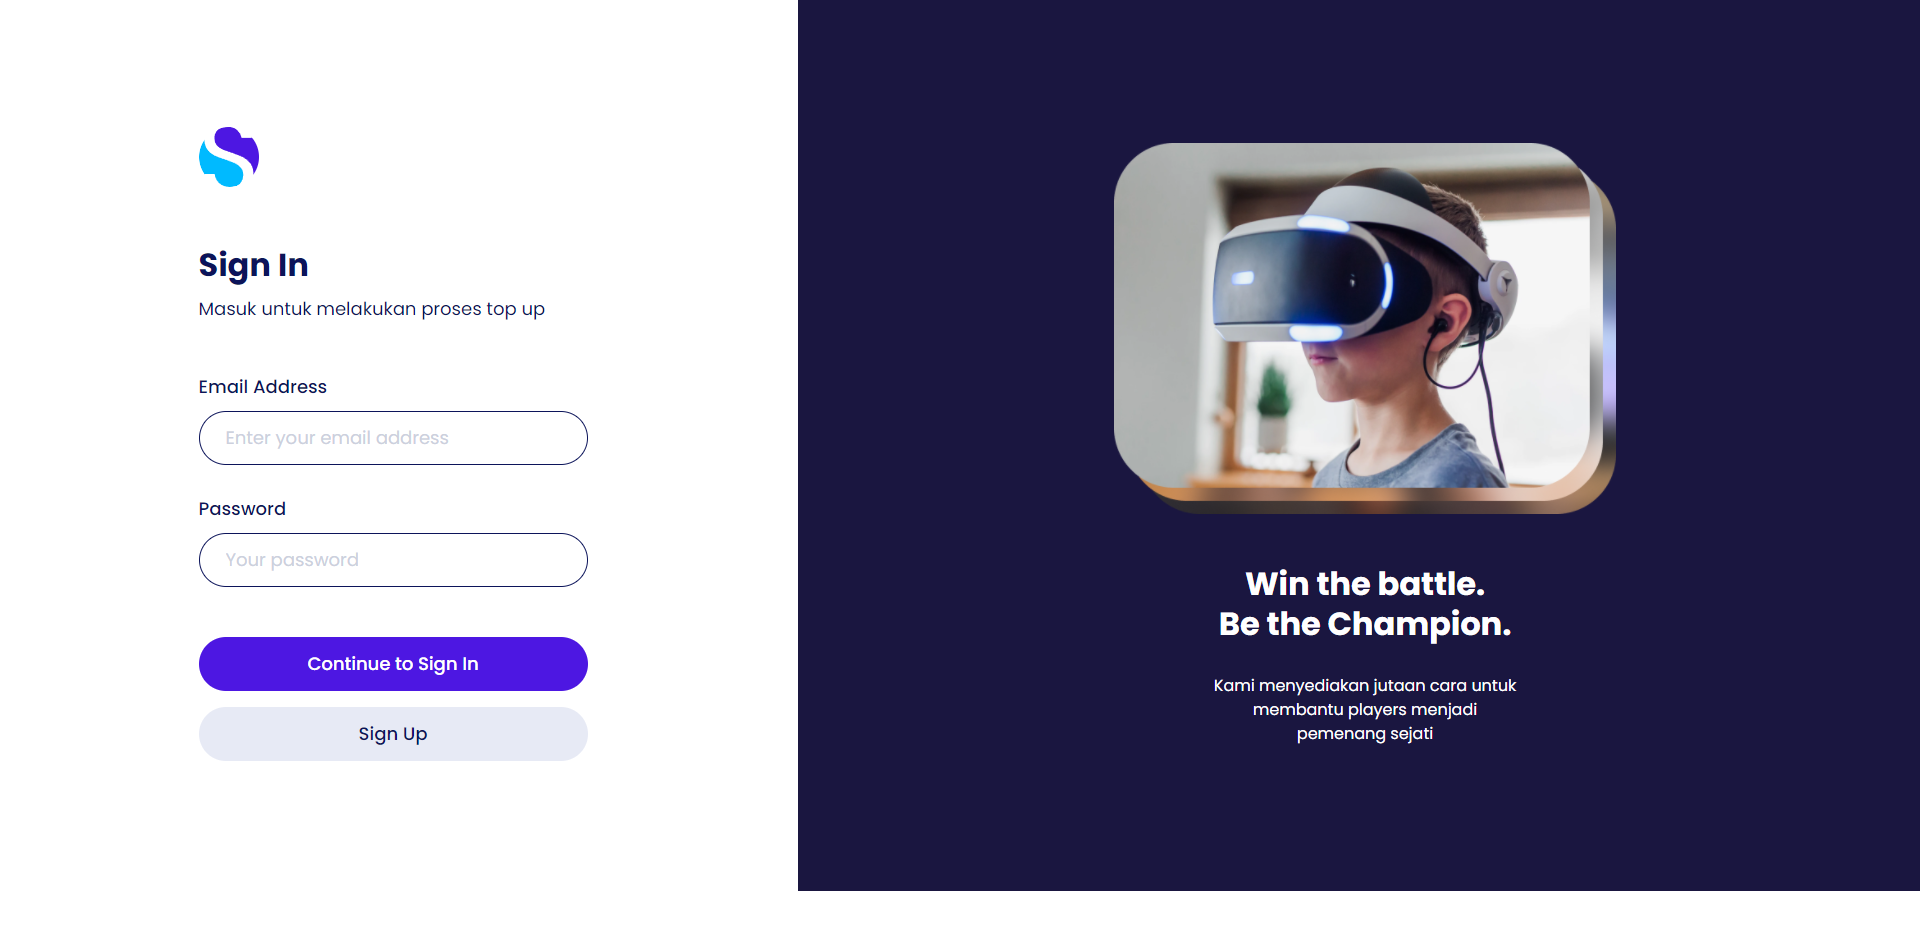 Sign In
Masuk untuk melakukan proses top up
Email Address
Enter your email address
Password
Your password
Continue to Sign In
Sign Up
Win the battle.
Be the Champion.
Kami menyediakan jutaan cara untuk
membantu players menjadi
pemenang sejati